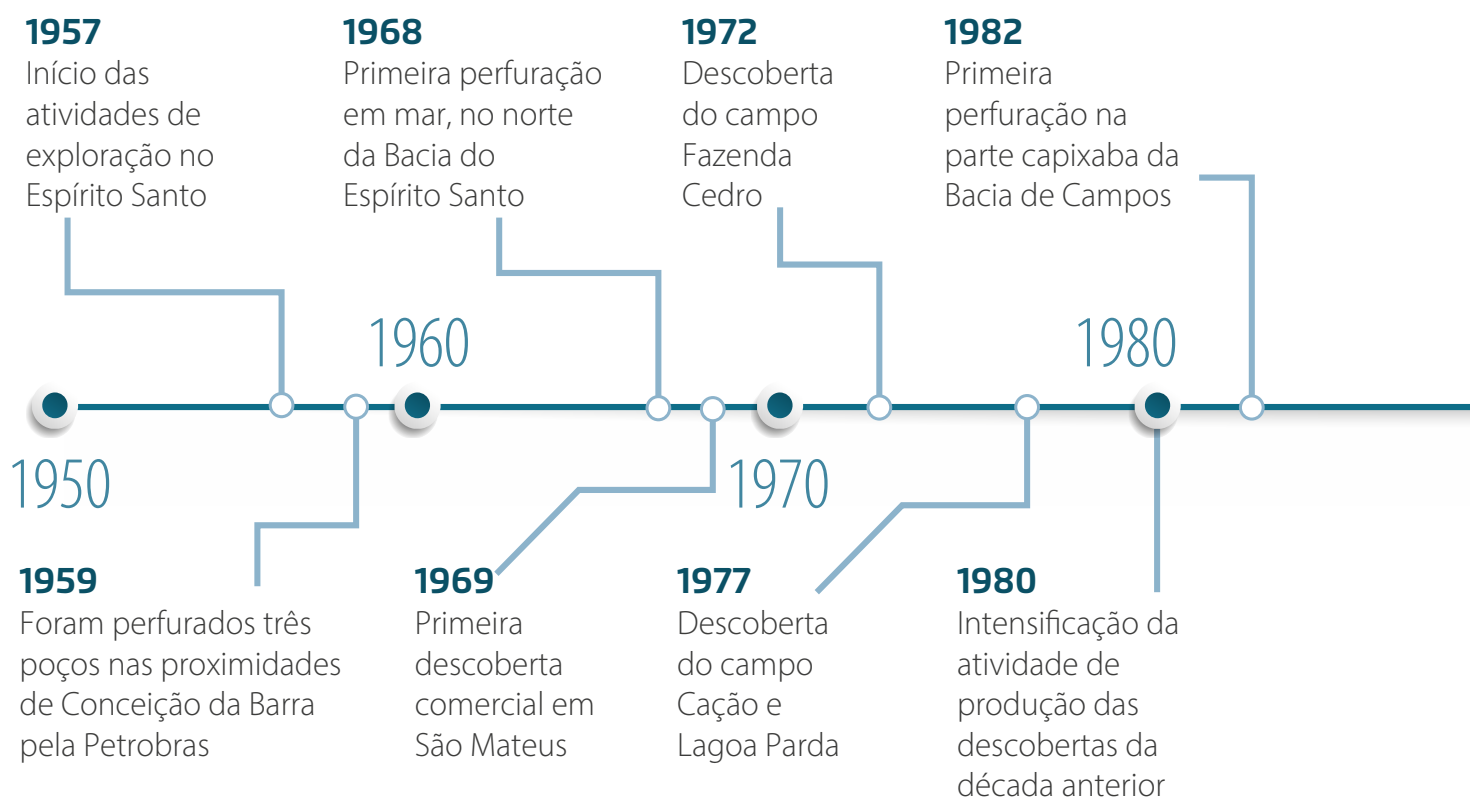 1957
Início das
atividades de
exploração no
Espírito Santo
1968
Primeira perfuração
em mar, no norte
da Bacia do
Espírito Santo
1972
Descoberta
do campo
Fazenda
Cedro
1982
Primeira
perfuração na
parte capixaba da
Bacia de Campos
1960
1980
1950
1970
1959
Foram perfurados três
poços nas proximidades
de Conceição da Barra
pela Petrobras
1969
Primeira
descoberta
comercial em
São Mateus
1977
Descoberta
do campo
Cação e
Lagoa Parda
1980
Intensificação da
atividade de
produção das
descobertas da
década anterior